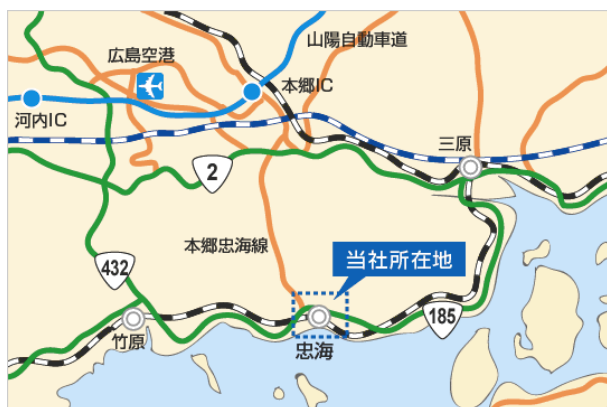 山陽自動車道
広島空港
本郷IC
河内IC
三原
2
本郷忠海線
当社所在地
432
185
竹原
忠海